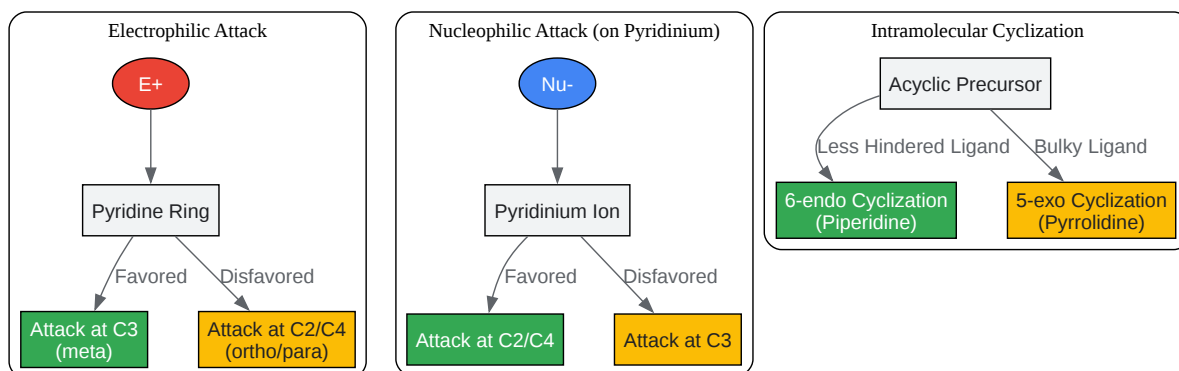 Electrophilic Attack
E+
Pyridine Ring
Favored
Disfavored
Attack at C3
(meta)
Attack at C2/C4
(ortho/para)
Nucleophilic Attack (on Pyridinium)
Nu-
Pyridinium Ion
Favored
Disfavored
Attack at C2/C4
Attack at C3
Intramolecular Cyclization
Acyclic Precursor
Less Hindered Ligand
Bulky Ligand
6-endo Cyclization
(Piperidine)
5-exo Cyclization
(Pyrrolidine)